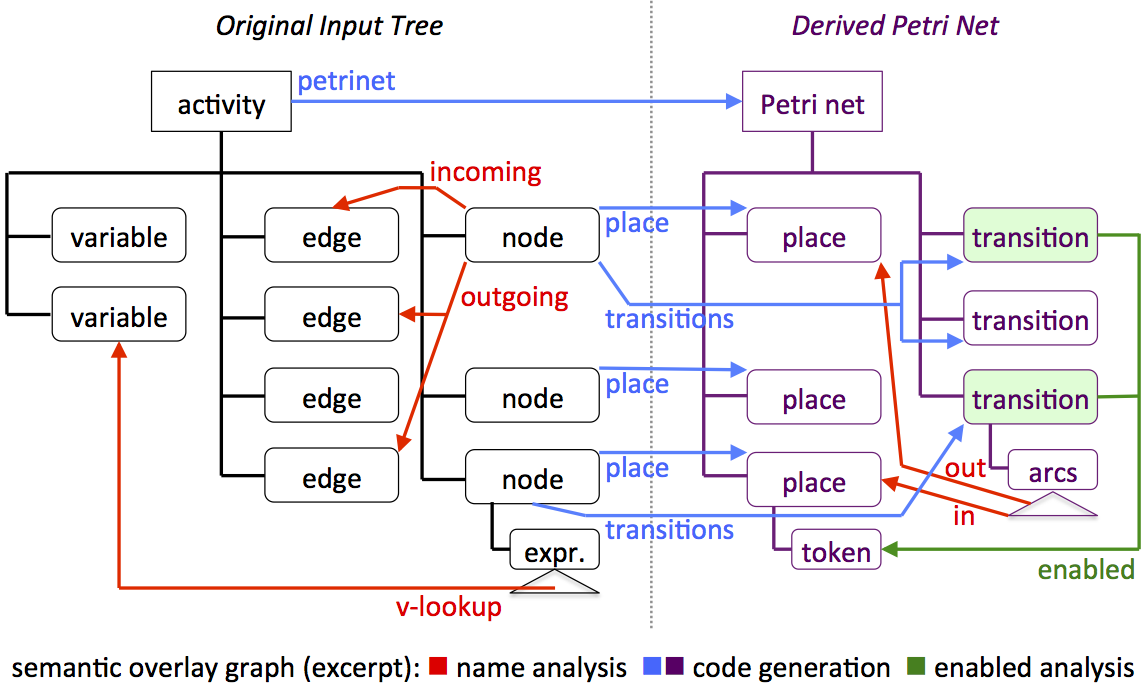 Original Input Tree
Derived Petri Net
activity
petrinet
Petri net
incoming
variable
edge
node
place
place
transition
outgoing
variable
edge
transitions
transition
edge
node
place
place
transition
edge
node
place
place
out
arcs
in
transitions
expr.
token
enabled
v-lookup
semantic overlay graph (excerpt): name analysis code generation enabled analysis